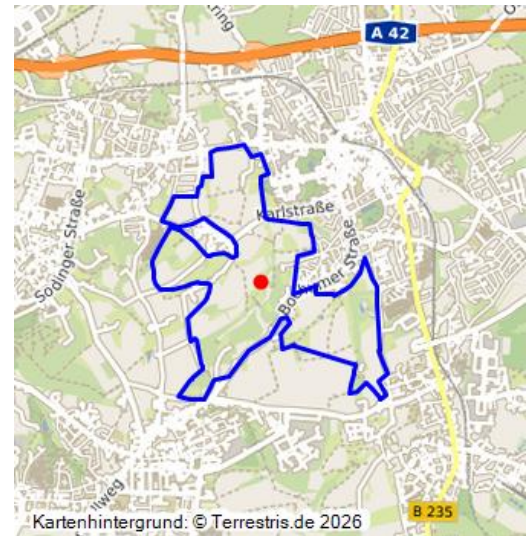 A 42
Karlstraße
Sodinger Straße
Bochumer Straße
B 235
Kartenhintergrund: © Terrestris.de 2026